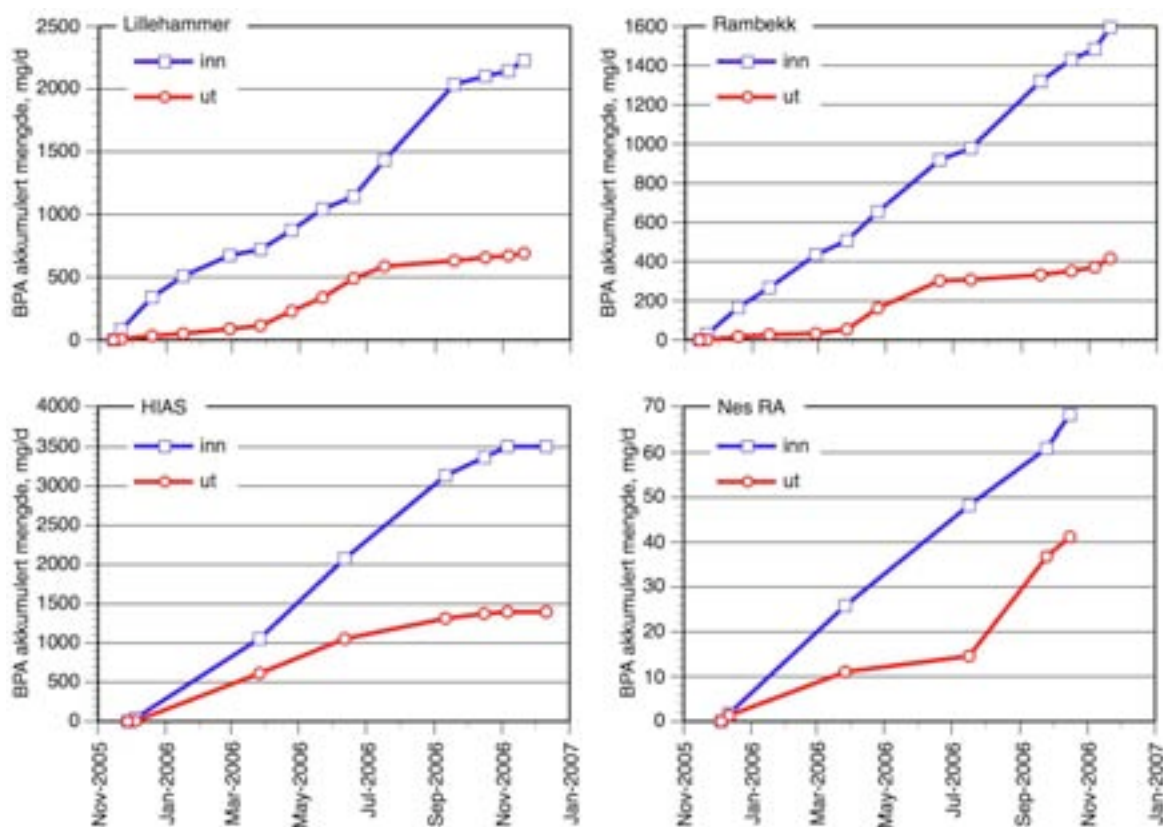 Lillehammer
inn
ut
BPA akkumulert mengde, mg/d
2500
2000
1500
1000
500
0
Rambekk
inn
ut
BPA akkumulert mengde, mg/d
1600
1400
1200
1000
800
600
400
200
0
HIAS
inn
ut
BPA akkumulert mengde, mg/d
4000
3500
3000
2500
2000
1500
1000
500
0
Nov-2005
Jan-2006
Mar-2006
May-2006
Jul-2006
Sep-2006
Nov-2006
Jan-2007
Nes RA
inn
ut
BPA akkumulert mengde, mg/d
70
60
50
40
30
20
10
0
Nov-2005
Jan-2006
Mar-2006
May-2006
Jul-2006
Sep-2006
Nov-2006
Jan-2007